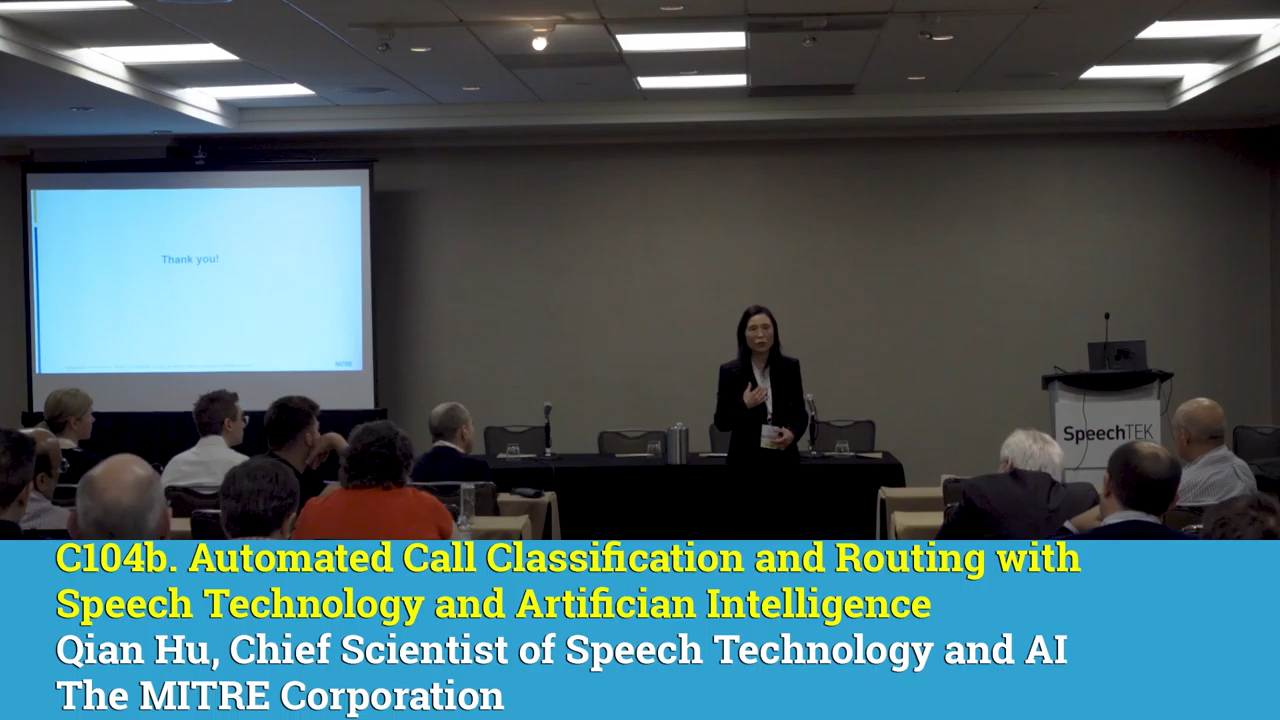 Thank you!
MITRE
SpeechTEK
C104b. Automated Call Classification and Routing with
Speech Technology and Artifician Intelligence
Qian Hu, Chief Scientist of Speech Technology and AI
The MITRE Corporation